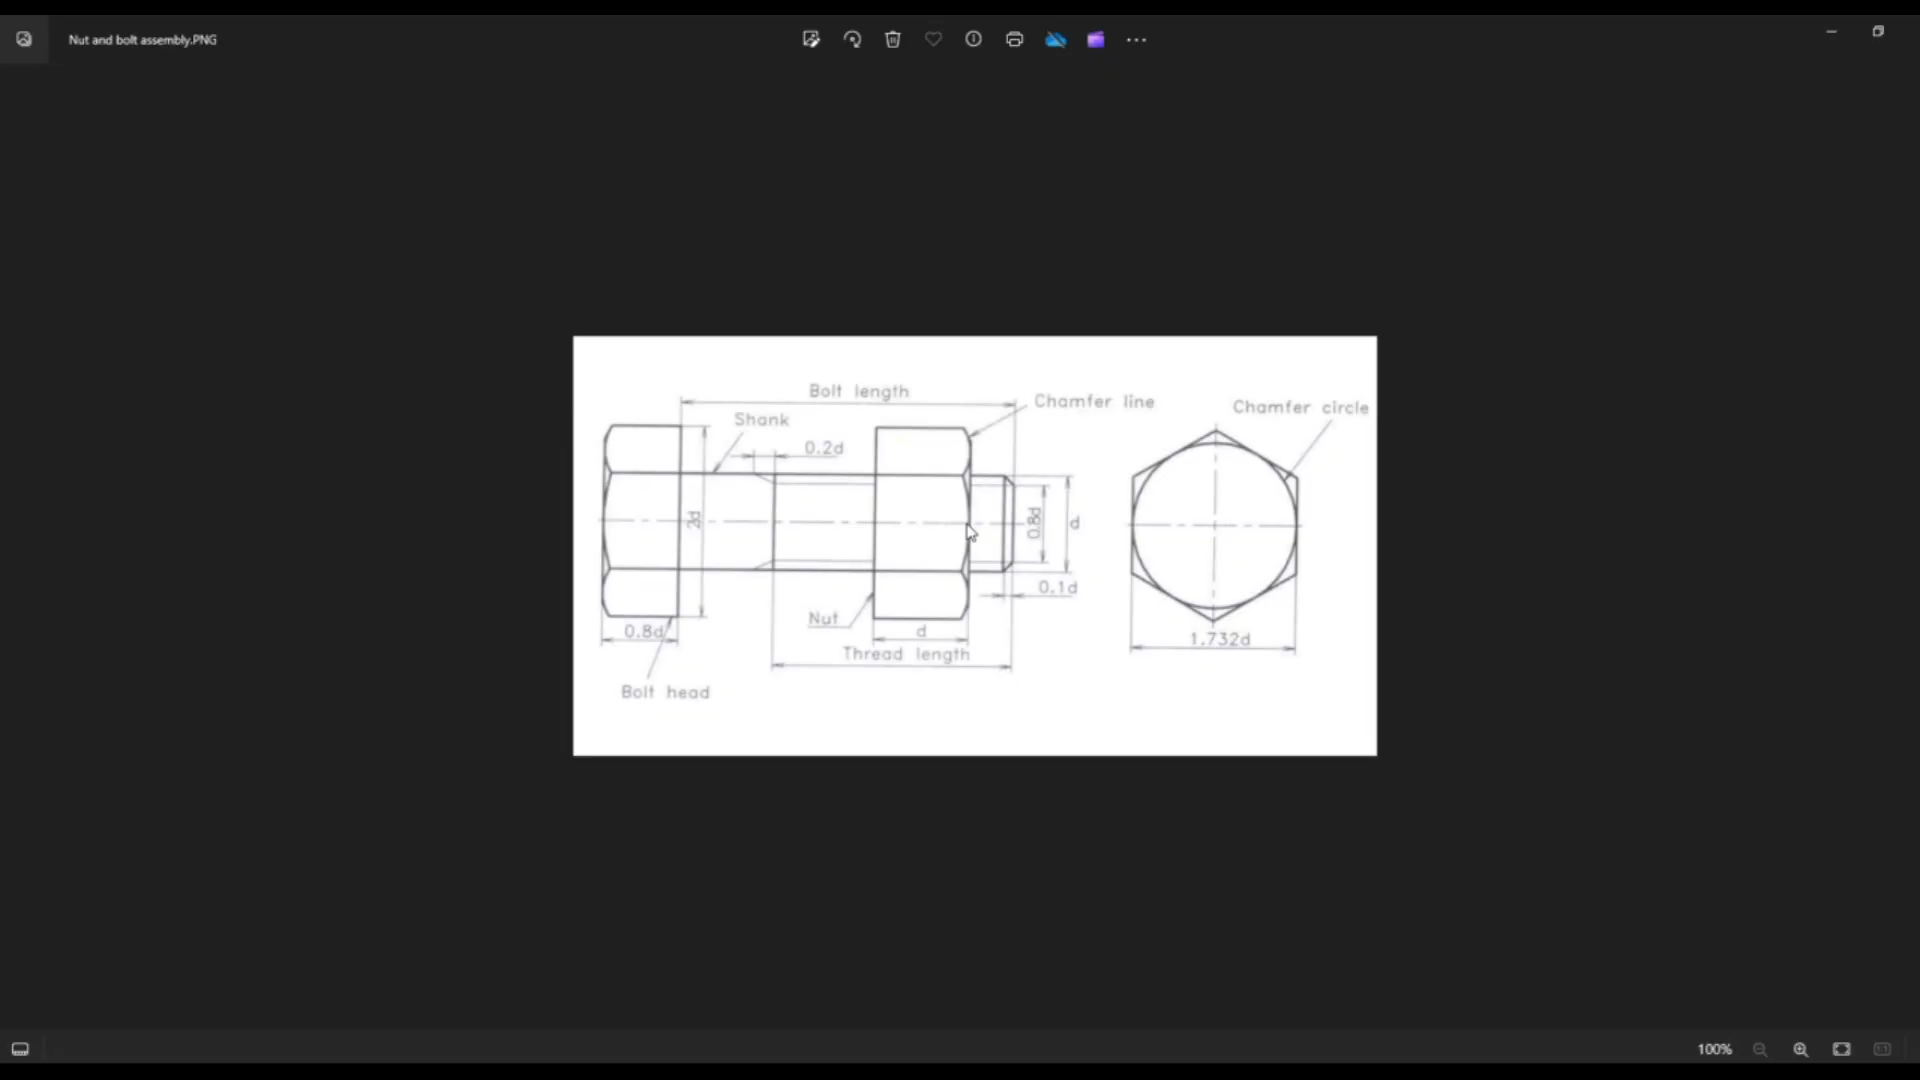 Nut and bolt assembly.PNG
Bolt length
Chamfer line
Chamfer circle
Shank
0.2d
2d
0.8d
d
0.1d
Nut
0.8d
d
1.732d
Thread length
Bolt head
100%